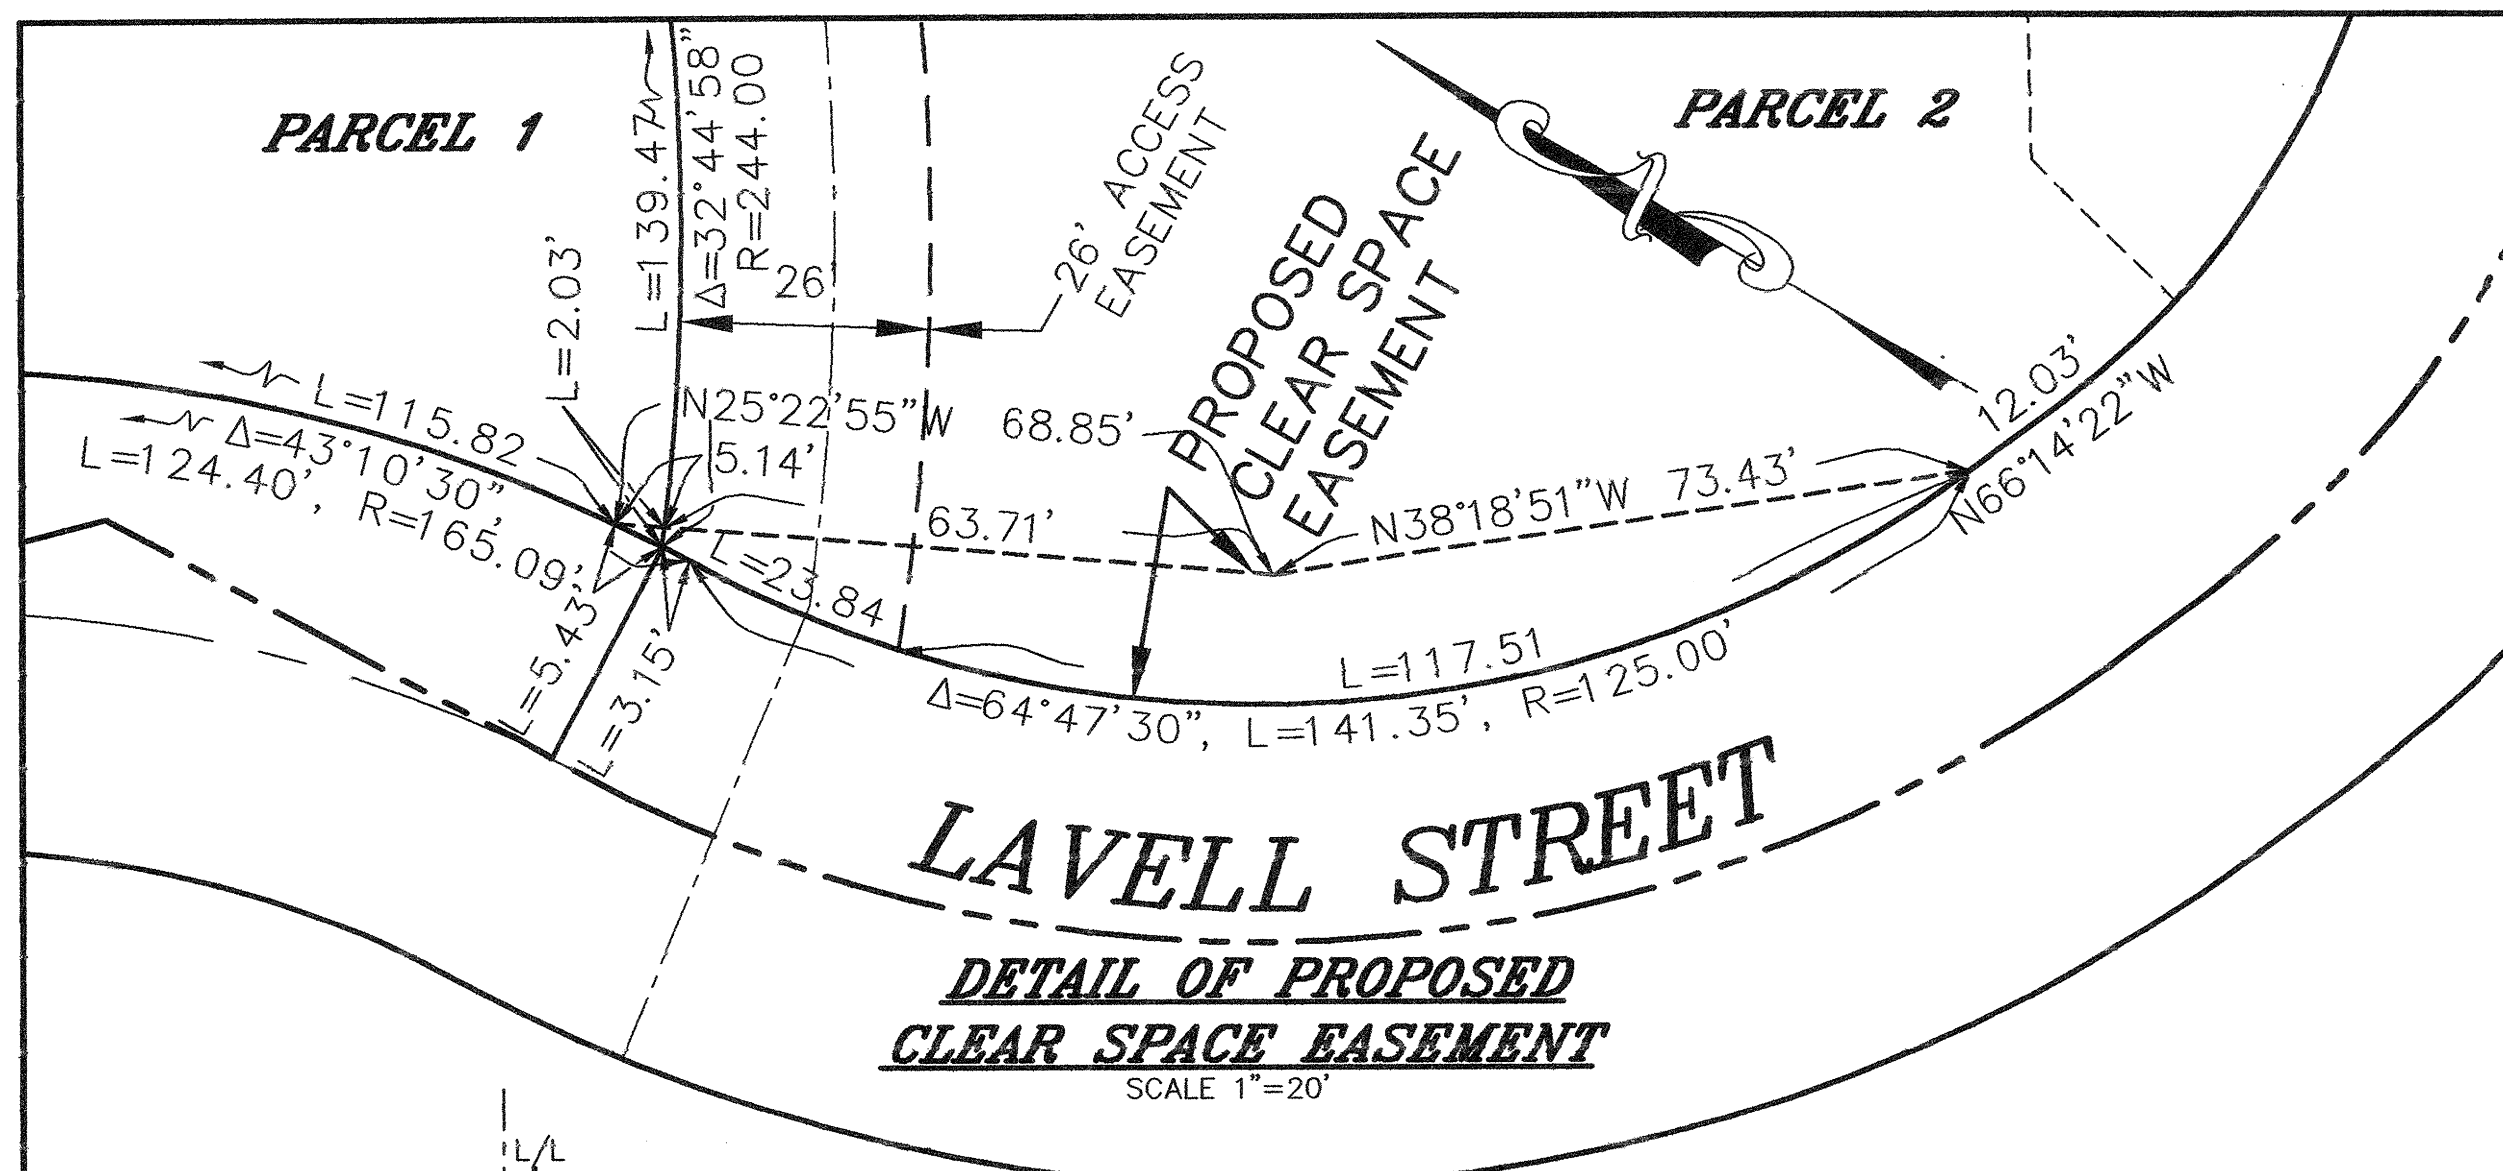 PARCEL 1
PARCEL 2
L=139.47
Δ=32°44'58"
R=244.00
26
26' ACCESS
EASEMENT
PROPOSED
CLEAR SPACE
EASEMENT
L=2.03'
L=115.82
Δ=43°10'30",
L=124.40', R=165.09'
N25°22'55"W
68.85'
5.14'
63.71'
N38°18'51"W 73.43'
12.03'
N66°14'22"W
L=23.84
L=5.43'
L=3.15'
L=117.51
Δ=64°47'30", L=141.35', R=125.00'
LAVELL STREET
DETAIL OF PROPOSED
CLEAR SPACE EASEMENT
SCALE 1"=20'
L/L